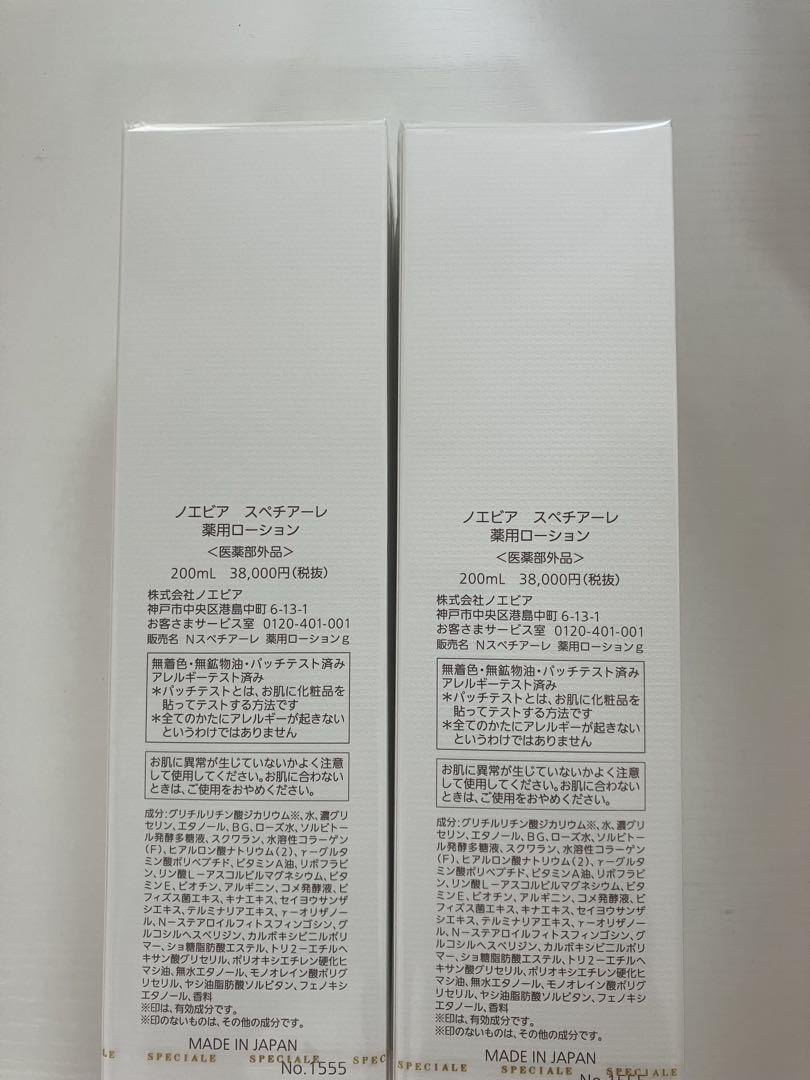 ノエビア　スペチアーレ
薬用ローション
＜医薬部外品＞
200mL　38,000円(税抜)
株式会社ノエビア
神戸市中央区港島中町 6-13-1
お客さまサービス室　0120-401-001
販売名　Nスペチアーレ　薬用ローションg
無着色・無鉱物油・パッチテスト済み
アレルギーテスト済み
＊パッチテストとは、お肌に化粧品を
貼ってテストする方法です
＊全てのかたにアレルギーが起きない
というわけではありません
お肌に異常が生じていないかよく注意
して使用してください。お肌に合わない
ときは、ご使用をおやめください。
成分:グリチルリチン酸ジカリウム※、水、濃グリ
セリン、エタノール、BG、ローズ水、ソルビトー
ル発酵多糖液、スクワラン、水溶性コラーゲン
(F)、ヒアルロン酸ナトリウム(2)、γーグルタ
ミン酸ポリペプチド、ビタミンA油、リボフラビ
ン、リン酸Lーアスコルビルマグネシウム、ビタ
ミンE、ビオチン、アルギニン、コメ発酵液、ビ
フィズス菌エキス、キナエキス、セイヨウサンザ
シエキス、テルミナリアエキス、γーオリザノー
ル、Nーステアロイルフィトスフィンゴシン、グ
ルコシルヘスペリジン、カルボキシビニルポリ
マー、ショ糖脂肪酸エステル、トリ2ーエチルヘ
キサン酸グリセリル、ポリオキシエチレン硬化ヒ
マシ油、無水エタノール、モノオレイン酸ポリグ
リセリル、ヤシ油脂肪酸ソルビタン、フェノキシ
エタノール、香料
※印は、有効成分です。
※印のないものは、その他の成分です。
MADE IN JAPAN
LE　SPECIALE　SPECIALE　SPEC
No.1555
ノエビア　スペチアーレ
薬用ローション
＜医薬部外品＞
200mL　38,000円(税抜)
株式会社ノエビア
神戸市中央区港島中町 6-13-1
お客さまサービス室　0120-401-001
販売名　Nスペチアーレ　薬用ローションg
無着色・無鉱物油・パッチテスト済み
アレルギーテスト済み
＊パッチテストとは、お肌に化粧品を
貼ってテストする方法です
＊全てのかたにアレルギーが起きない
というわけではありません
お肌に異常が生じていないかよく注意
して使用してください。お肌に合わない
ときは、ご使用をおやめください。
成分:グリチルリチン酸ジカリウム※、水、濃グリ
セリン、エタノール、BG、ローズ水、ソルビトー
ル発酵多糖液、スクワラン、水溶性コラーゲン
(F)、ヒアルロン酸ナトリウム(2)、γーグルタ
ミン酸ポリペプチド、ビタミンA油、リボフラビ
ン、リン酸Lーアスコルビルマグネシウム、ビタ
ミンE、ビオチン、アルギニン、コメ発酵液、ビ
フィズス菌エキス、キナエキス、セイヨウサンザ
シエキス、テルミナリアエキス、γーオリザノー
ル、Nーステアロイルフィトスフィンゴシン、グ
ルコシルヘスペリジン、カルボキシビニルポリ
マー、ショ糖脂肪酸エステル、トリ2ーエチルヘ
キサン酸グリセリル、ポリオキシエチレン硬化ヒ
マシ油、無水エタノール、モノオレイン酸ポリグ
リセリル、ヤシ油脂肪酸ソルビタン、フェノキシ
エタノール、香料
※印は、有効成分です。
※印のないものは、その他の成分です。
MADE IN JAPAN
SPECIALE　SPECIALE　SPECIALE